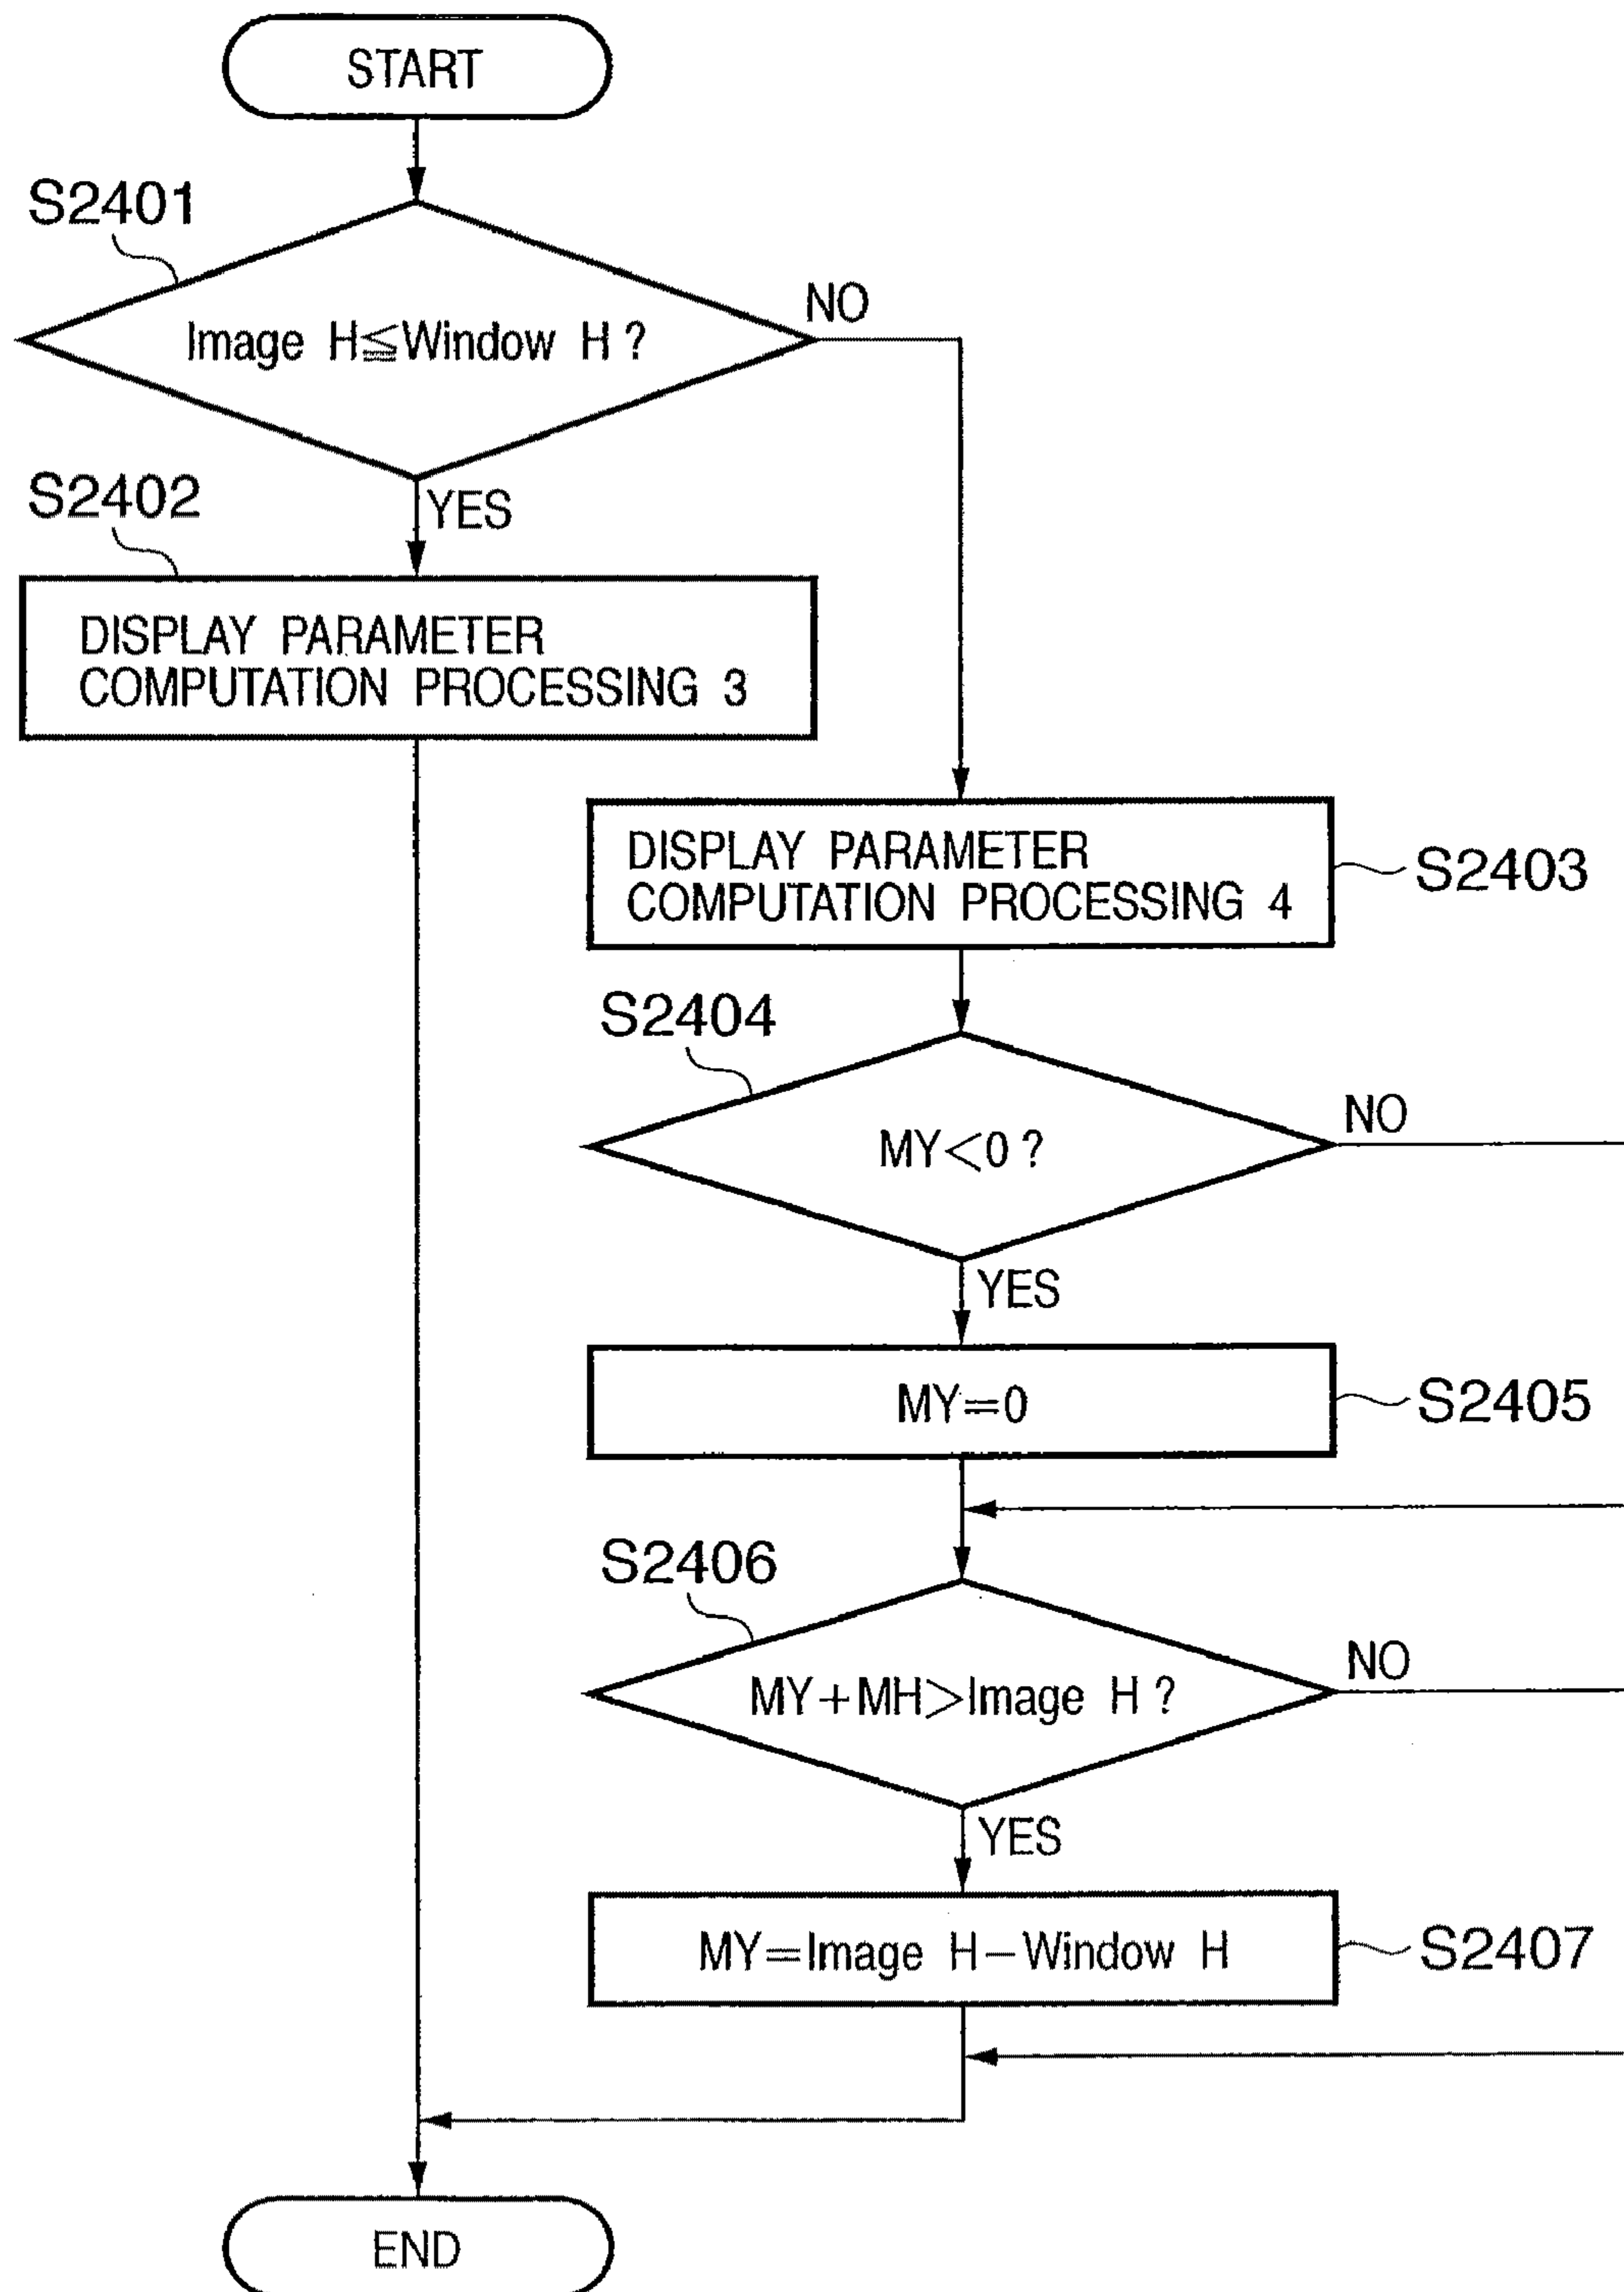 START
S2401
Image H≦Window H ?
NO
S2402
YES
DISPLAY PARAMETER
COMPUTATION PROCESSING 3
DISPLAY PARAMETER
COMPUTATION PROCESSING 4
S2403
S2404
MY<0 ?
NO
YES
MY=0
S2405
S2406
MY+MH>Image H ?
NO
YES
MY=Image H−Window H
S2407
END